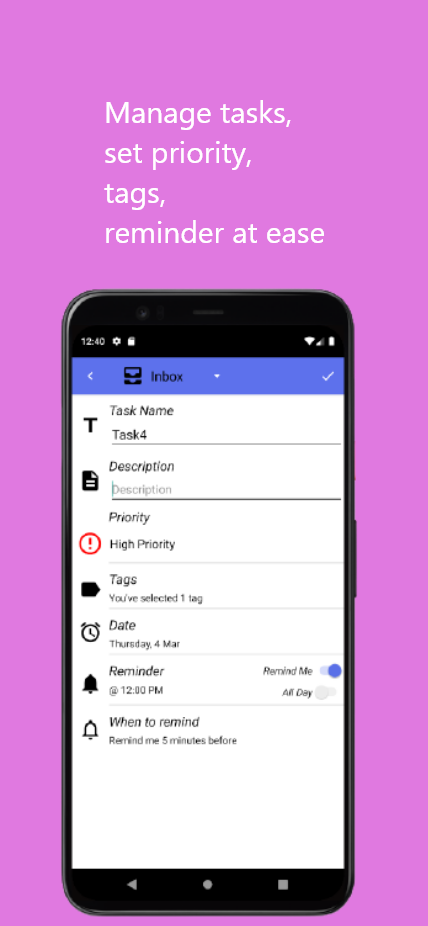 Manage tasks,
set priority,
tags,
reminder at ease
12:40
Inbox
Task Name
Task4
Description
Description
Priority
High Priority
Tags
You've selected 1 tag
Date
Thursday, 4 Mar
Reminder
Remind Me
@ 12:00 PM
All Day
When to remind
Remind me 5 minutes before